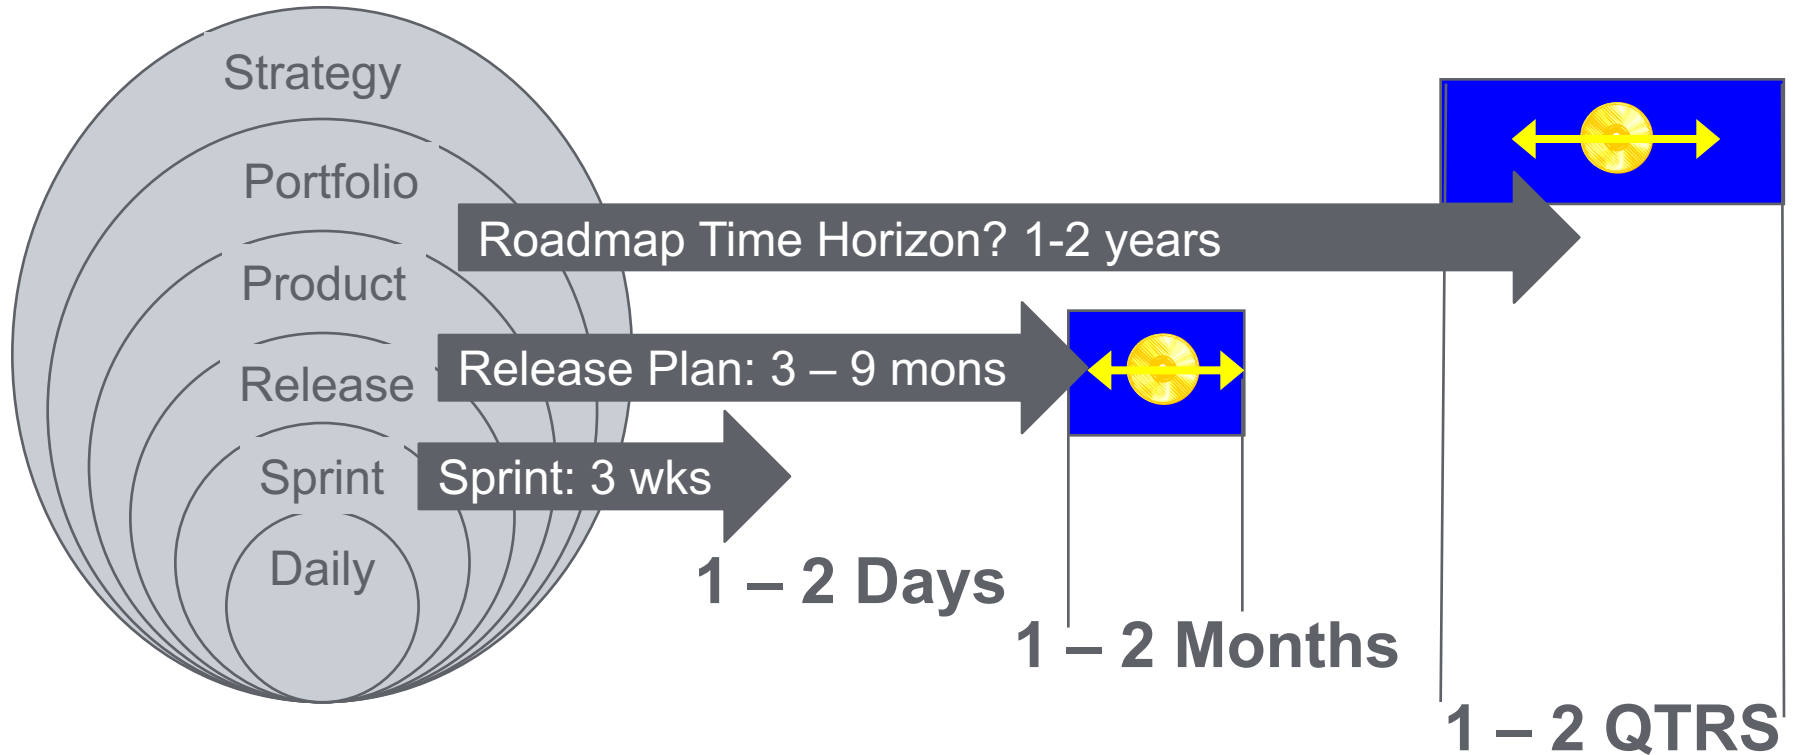 Strategy
Portfolio
Roadmap Time Horizon? 1-2 years
Product
Release Plan: 3 – 9 mons
Release
Sprint: 3 wks
Sprint
Daily
1 – 2 Days
1 – 2 Months
1 – 2 QTRS